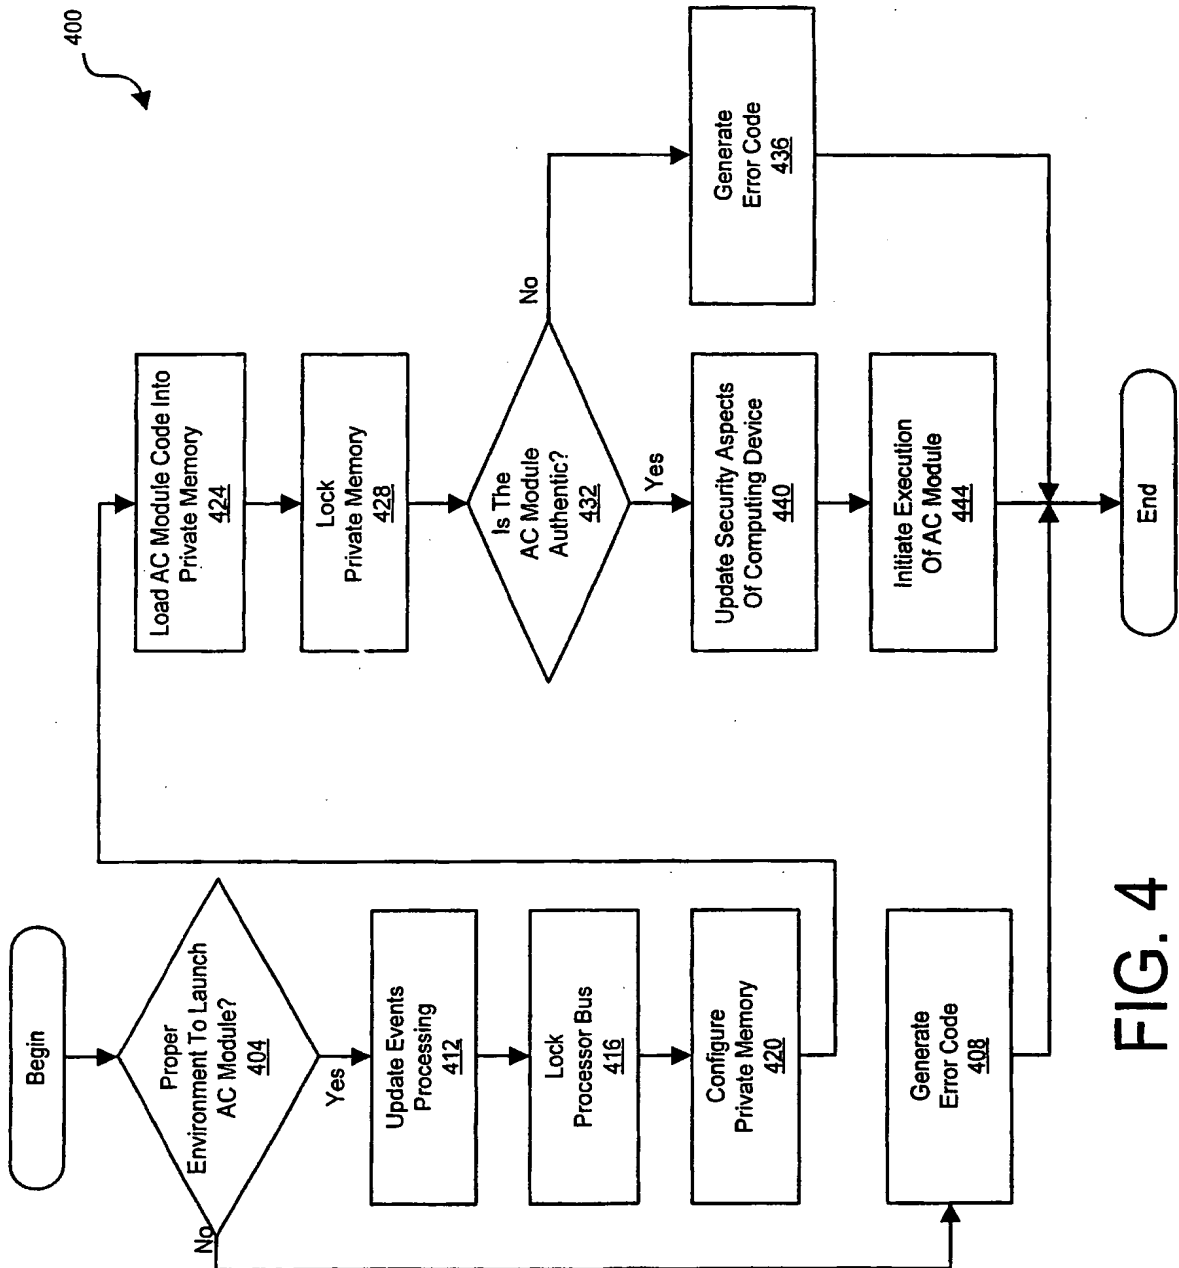 400
Begin
Proper
Environment To Launch
AC Module?
404
No
Yes
Update Events
Processing
412
Lock
Processor Bus
416
Configure
Private Memory
420
Generate
Error Code
408
Load AC Module Code Into
Private Memory
424
Lock
Private Memory
428
Is The
AC Module
Authentic?
432
No
Yes
Generate
Error Code
436
Update Security Aspects
Of Computing Device
440
Initiate Execution
Of AC Module
444
End
FIG. 4